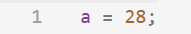 1 a = 28;